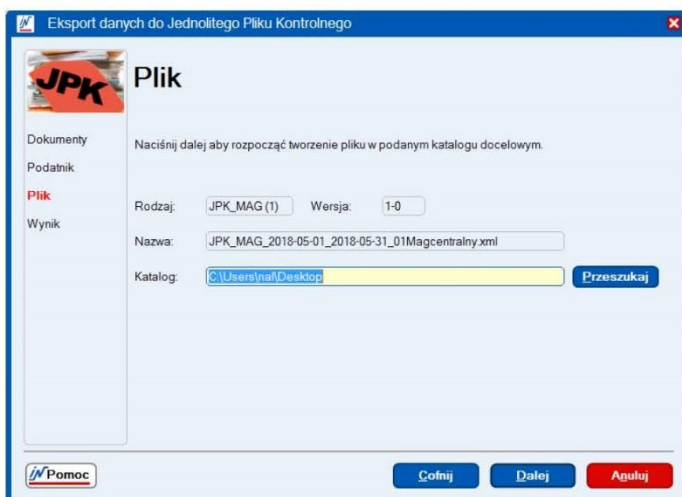 Eksport danych do Jednolitego Pliku Kontrolnego
JPK
Plik
Dokumenty
Podatnik
Plik
Wynik
Naciśnij dalej aby rozpocząć tworzenie pliku w podanym katalogu docelowym.
Rodzaj: JPK_MAG (1) Wersja: 1-0
Nazwa: JPK_MAG_2018-05-01_2018-05-31_01Magcentralny.xml
Katalog: C:\Users\nal\Desktop Przeszukaj
Pomoc Cofnij Dalej Anuluj